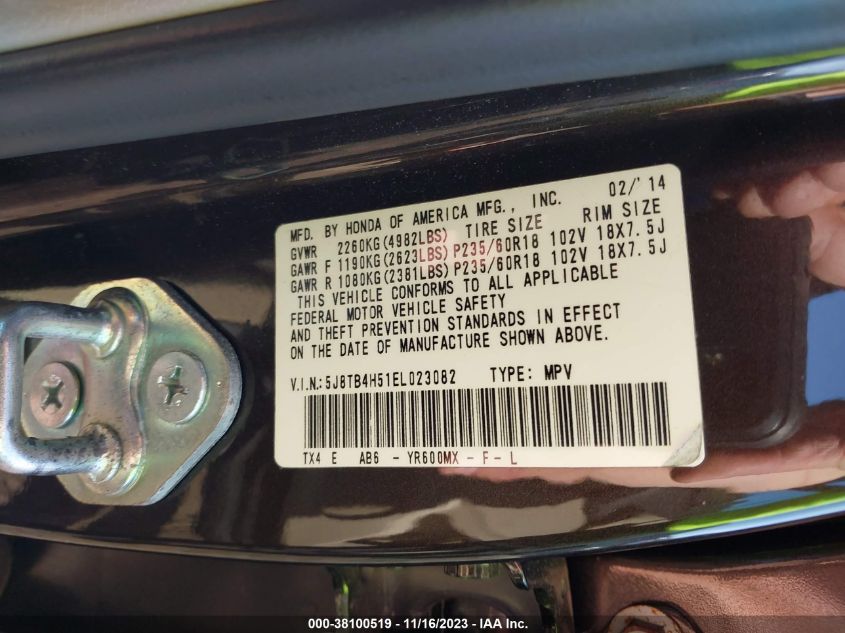 MFD. BY HONDA OF AMERICA MFG., INC. 02/'14
GVWR 2260KG(4982LBS) TIRE SIZE RIM SIZE
GAWR F 1190KG(2623LBS) P235/60R18 102V 18X7.5J
GAWR R 1080KG(2381LBS) P235/60R18 102V 18X7.5J
THIS VEHICLE CONFORMS TO ALL APPLICABLE
FEDERAL MOTOR VEHICLE SAFETY
AND THEFT PREVENTION STANDARDS IN EFFECT
ON THE DATE OF MANUFACTURE SHOWN ABOVE.
V.I.N.:5J8TB4H51EL023082 TYPE: MPV
TX4 E AB6 - YR600MX - F - L
000-38100519 - 11/16/2023 - IAA Inc.